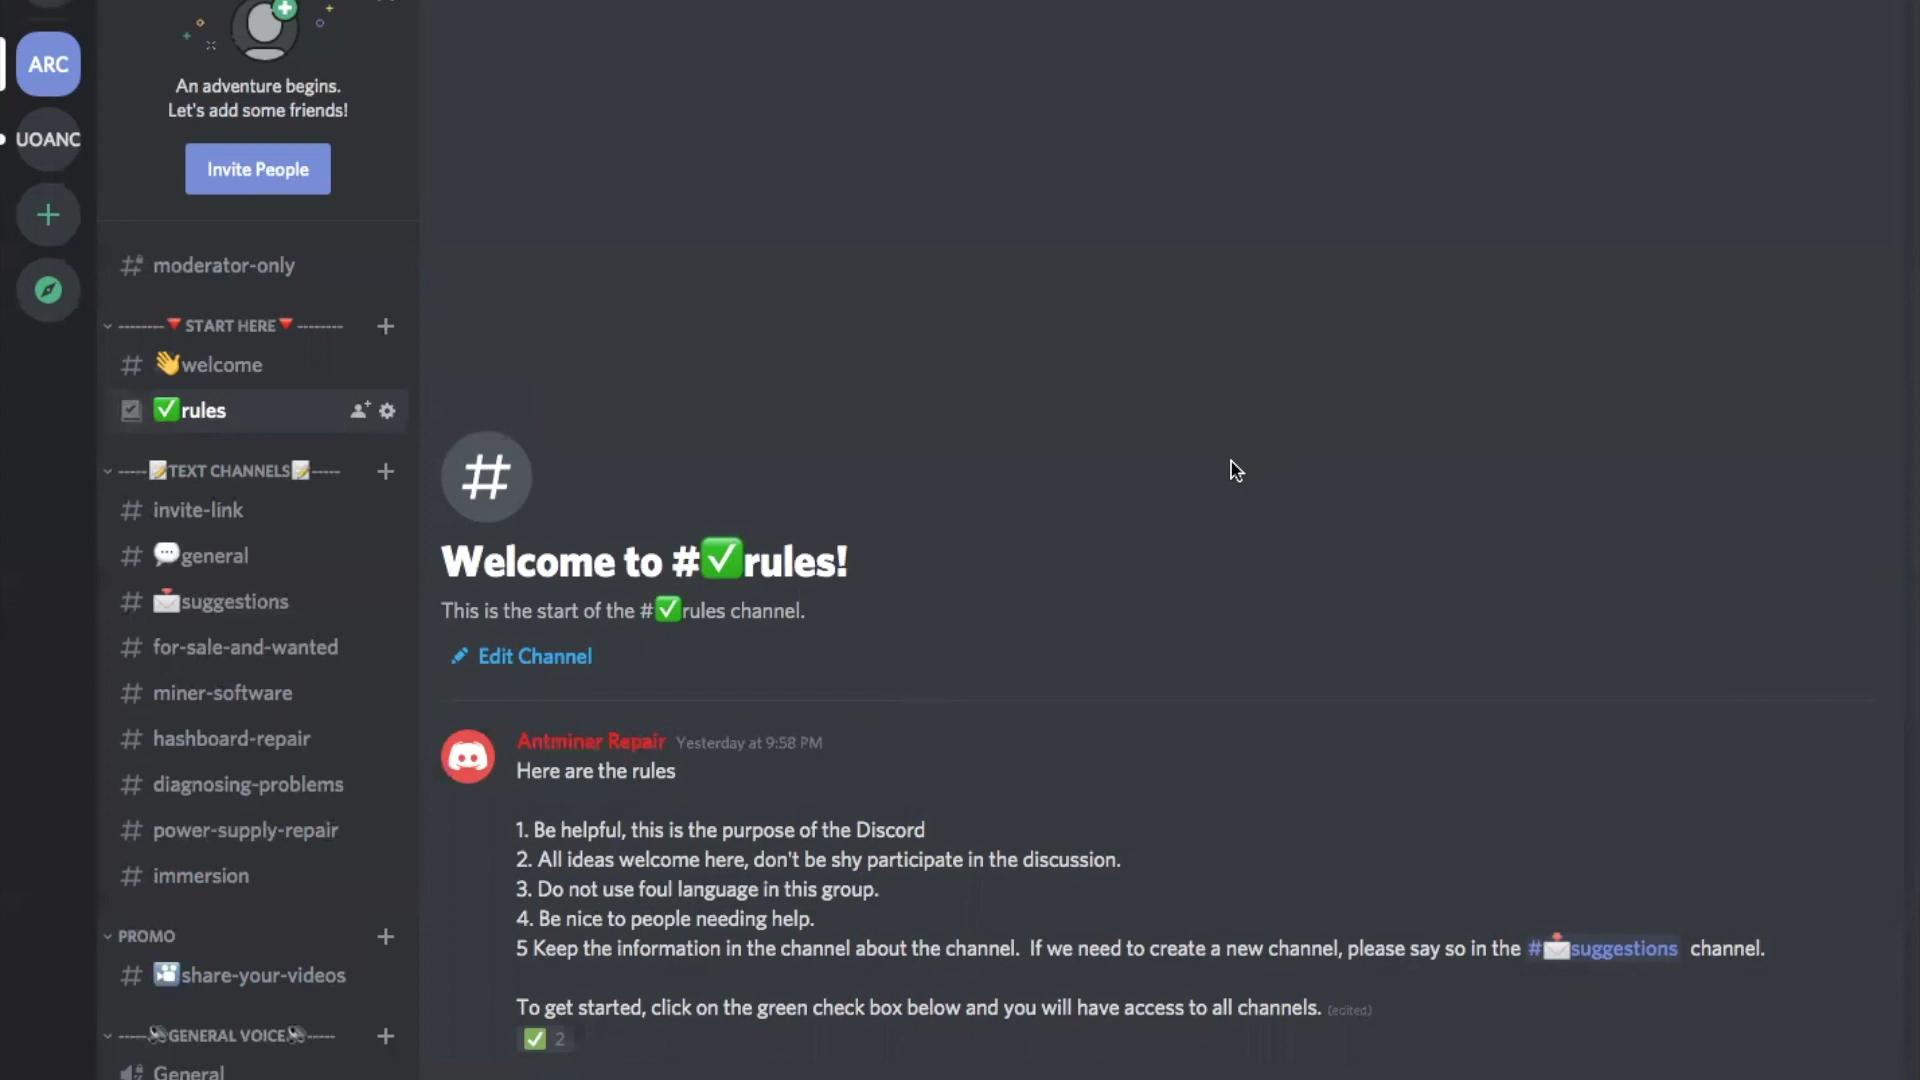 ARC
UOANC
An adventure begins.
Let's add some friends!
Invite People
moderator-only
--------🔻START HERE🔻--------
👋welcome
✅rules
-----📝TEXT CHANNELS📝-----
invite-link
💬general
📩suggestions
for-sale-and-wanted
miner-software
hashboard-repair
diagnosing-problems
power-supply-repair
immersion
PROMO
🎦share-your-videos
-----🔊GENERAL VOICE🔊-----
General
#
Welcome to #✅rules!
This is the start of the #✅rules channel.
Edit Channel
Antminer Repair Yesterday at 9:58 PM
Here are the rules
1. Be helpful, this is the purpose of the Discord
2. All ideas welcome here, don't be shy participate in the discussion.
3. Do not use foul language in this group.
4. Be nice to people needing help.
5 Keep the information in the channel about the channel.  If we need to create a new channel, please say so in the #📩suggestions channel.
To get started, click on the green check box below and you will have access to all channels. (edited)
✅ 2